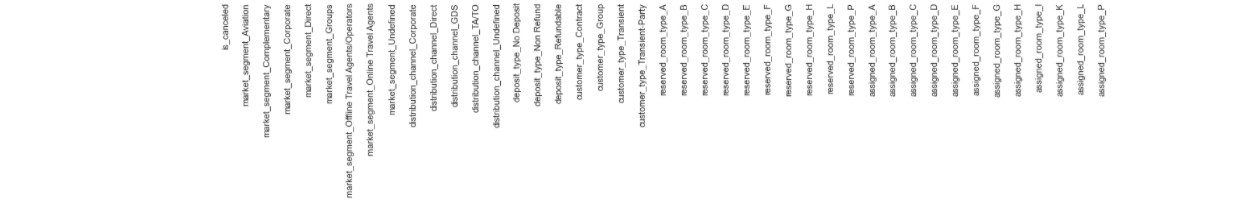 is_canceled
market_segment_Aviation
market_segment_Complementary
market_segment_Corporate
market_segment_Direct
market_segment_Groups
market_segment_Offline Travel Agents/Operators
market_segment_Online Travel Agents
market_segment_Undefined
distribution_channel_Corporate
distribution_channel_Direct
distribution_channel_GDS
distribution_channel_TA/TO
distribution_channel_Undefined
deposit_type_No Deposit
deposit_type_Non Refund
deposit_type_Refundable
customer_type_Contract
customer_type_Group
customer_type_Transient
customer_type_Transient-Party
reserved_room_type_A
reserved_room_type_B
reserved_room_type_C
reserved_room_type_D
reserved_room_type_E
reserved_room_type_F
reserved_room_type_G
reserved_room_type_H
reserved_room_type_L
reserved_room_type_P
assigned_room_type_A
assigned_room_type_B
assigned_room_type_C
assigned_room_type_D
assigned_room_type_E
assigned_room_type_F
assigned_room_type_G
assigned_room_type_H
assigned_room_type_I
assigned_room_type_K
assigned_room_type_L
assigned_room_type_P